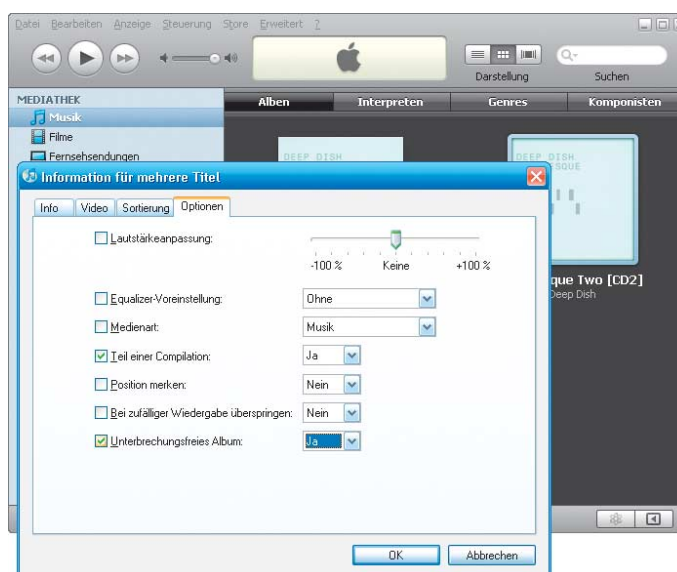 Datei Bearbeiten Anzeige Steuerung Store Erweitert ?
Darstellung
Suchen
MEDIATHEK
Alben
Interpreten
Genres
Komponisten
Musik
Filme
Fernsehsendungen
DEEP DISH
DEEP DISH
Information für mehrere Titel
Info
Video
Sortierung
Optionen
Lautstärkeanpassung:
-100 %
Keine
+100 %
que Two [CD2]
Deep Dish
Equalizer-Voreinstellung:
Ohne
Medienart:
Musik
Teil einer Compilation:
Ja
Position merken:
Nein
Bei zufälliger Wiedergabe überspringen:
Nein
Unterbrechungsfreies Album:
Ja
OK
Abbrechen